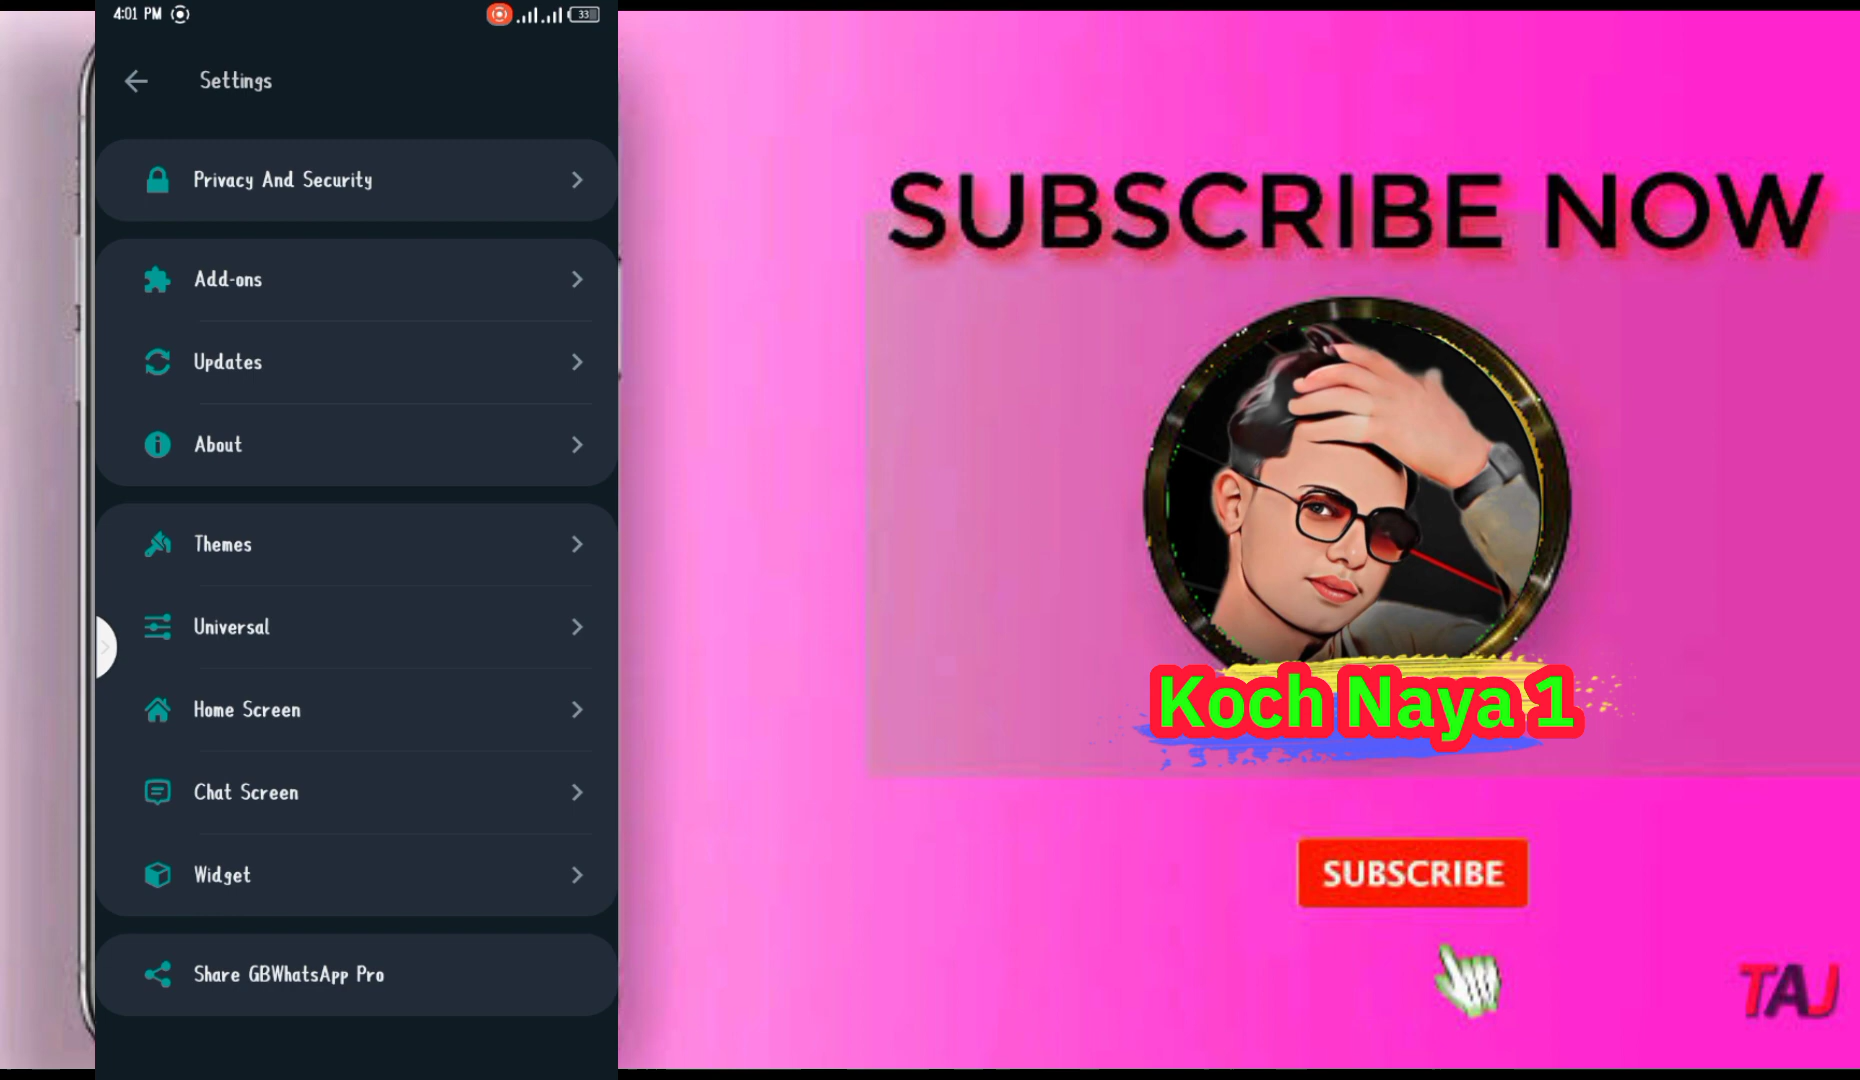 4:01 PM
33
Settings
Privacy And Security
Add-ons
Updates
About
Themes
Universal
Home Screen
Chat Screen
Widget
Share GBWhatsApp Pro
SUBSCRIBE NOW
Koch Naya 1
SUBSCRIBE
TAJ